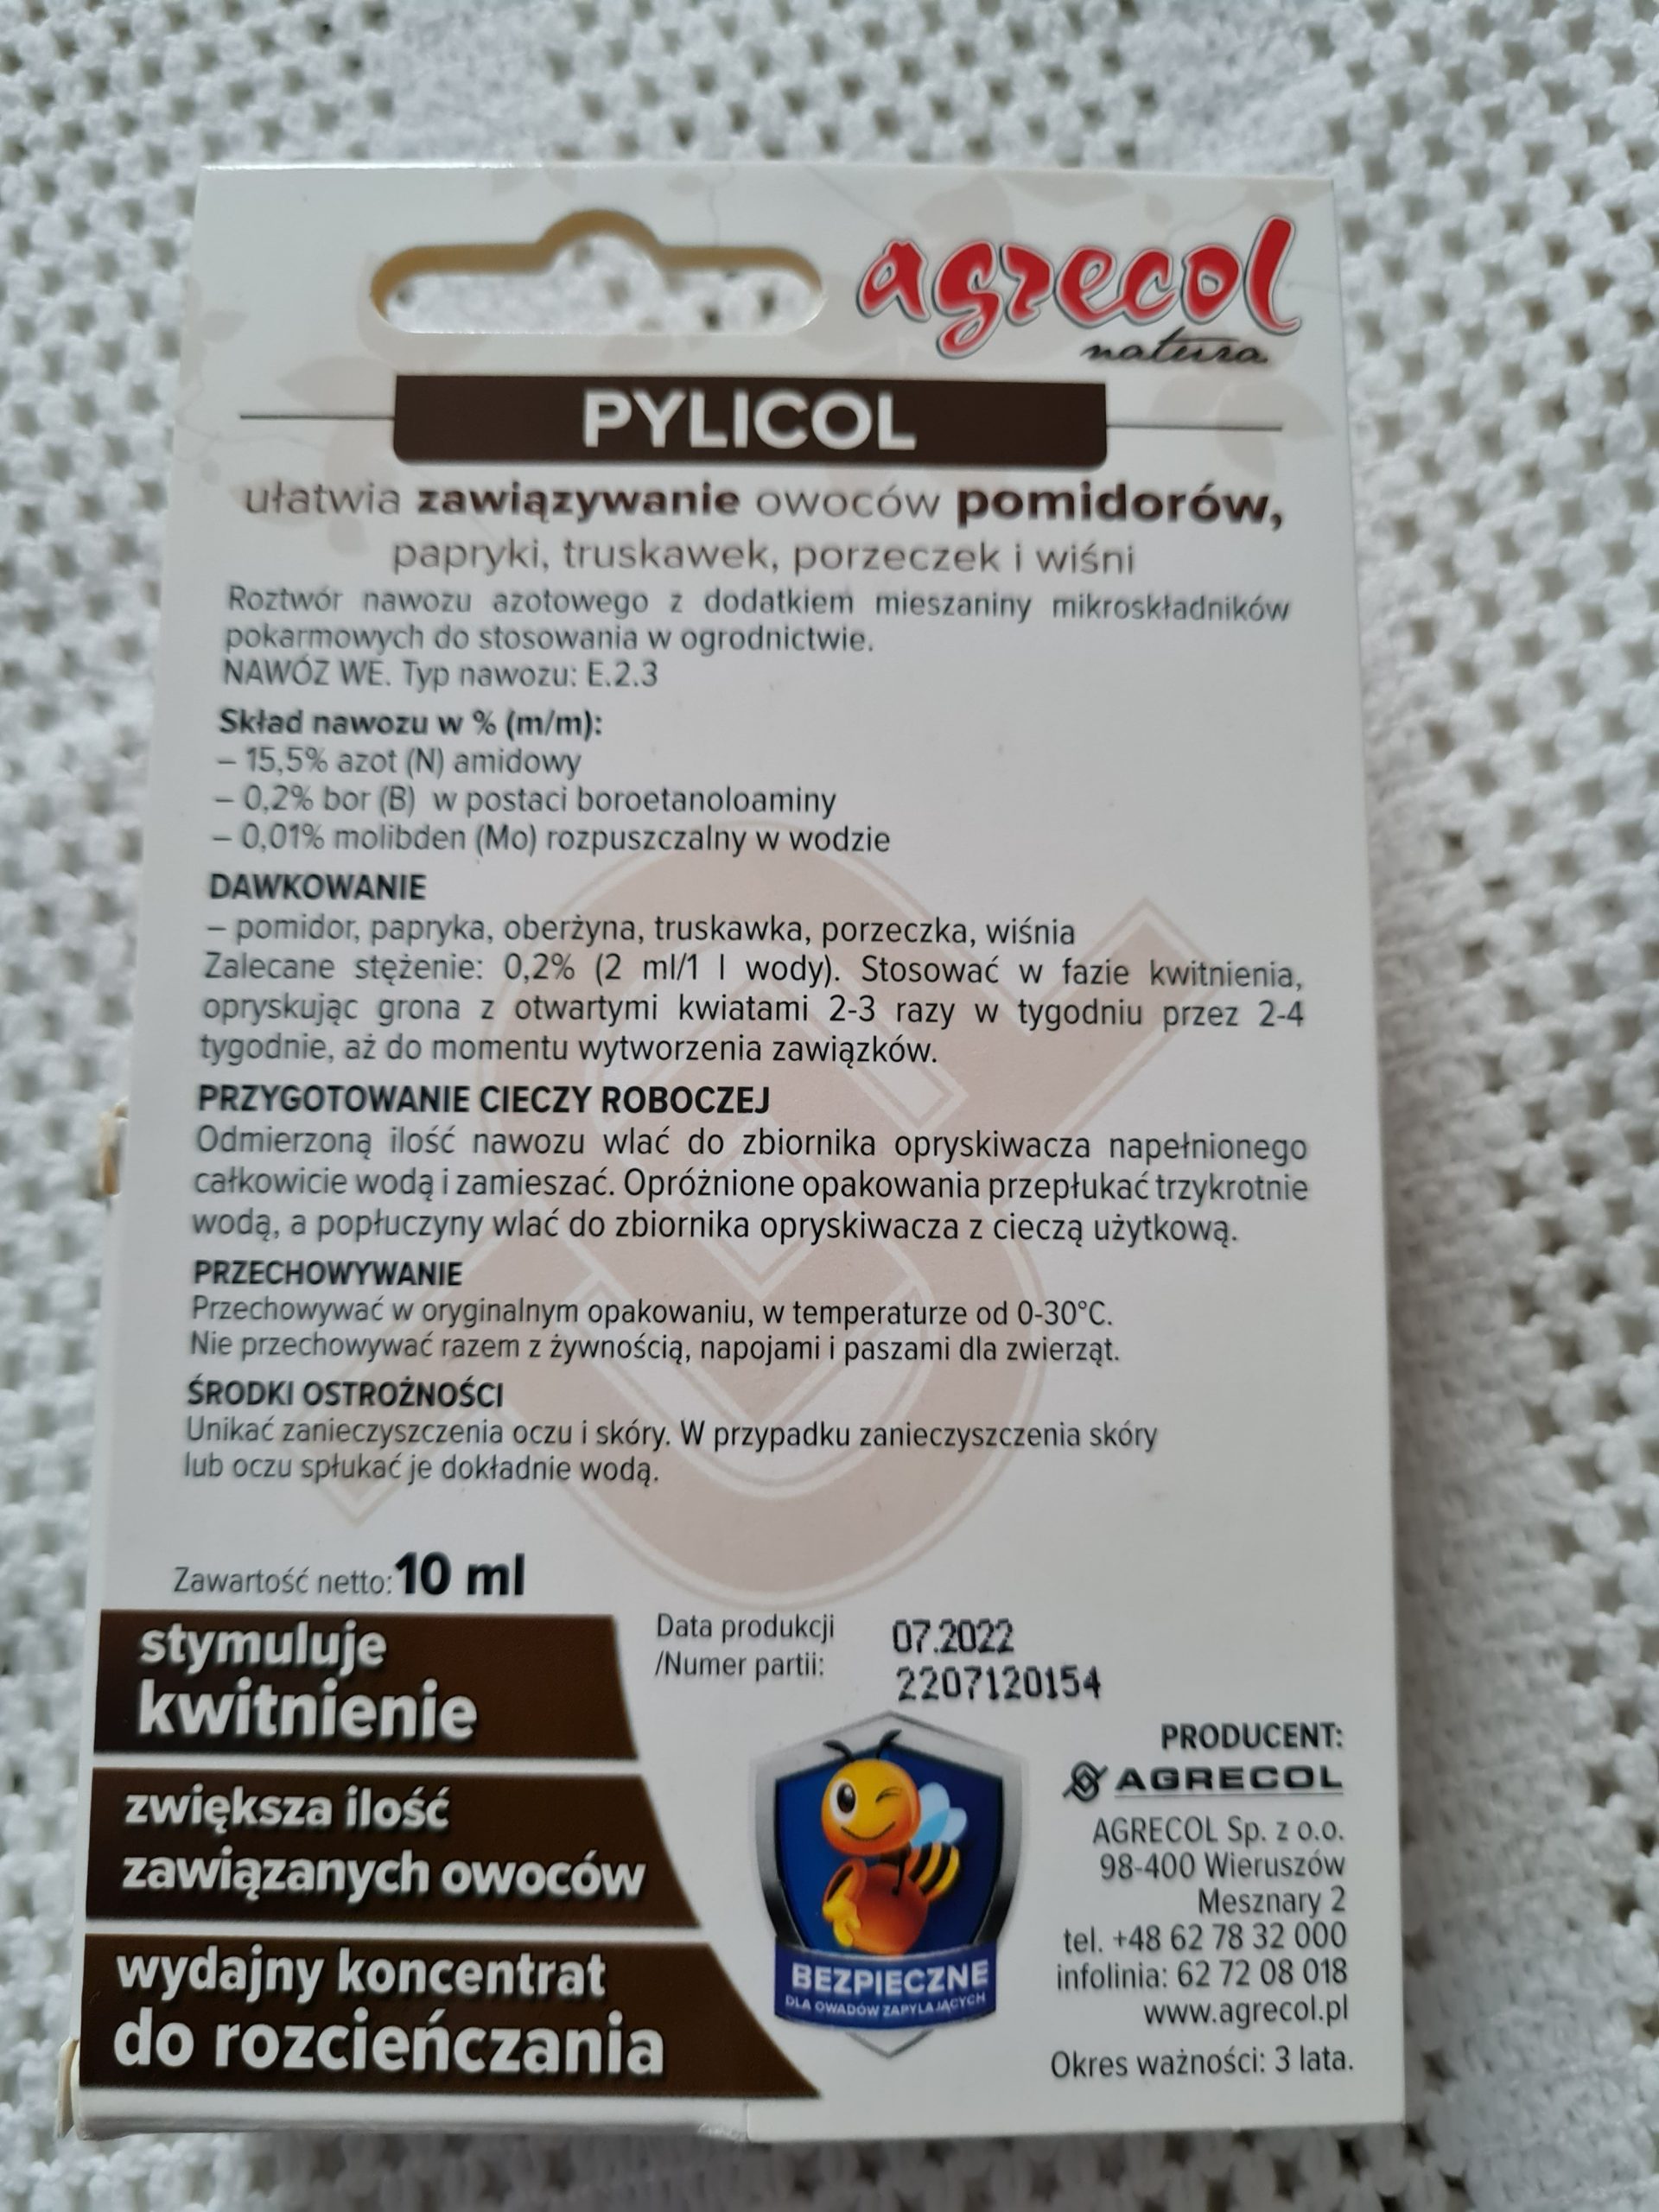 agrecol
natura
PYLICOL
ułatwia zawiązywanie owoców pomidorów,
papryki, truskawek, porzeczek i wiśni
Roztwór nawozu azotowego z dodatkiem mieszaniny mikroskładników
pokarmowych do stosowania w ogrodnictwie.
NAWÓZ WE. Typ nawozu: E.2.3
Skład nawozu w % (m/m):
– 15,5% azot (N) amidowy
– 0,2% bor (B) w postaci boroetanoloaminy
– 0,01% molibden (Mo) rozpuszczalny w wodzie
DAWKOWANIE
– pomidor, papryka, oberżyna, truskawka, porzeczka, wiśnia
Zalecane stężenie: 0,2% (2 ml/1 l wody). Stosować w fazie kwitnienia,
opryskując grona z otwartymi kwiatami 2-3 razy w tygodniu przez 2-4
tygodnie, aż do momentu wytworzenia zawiązków.
PRZYGOTOWANIE CIECZY ROBOCZEJ
Odmierzoną ilość nawozu wlać do zbiornika opryskiwacza napełnionego
całkowicie wodą i zamieszać. Opróżnione opakowania przepłukać trzykrotnie
wodą, a popłuczyny wlać do zbiornika opryskiwacza z cieczą użytkową.
PRZECHOWYWANIE
Przechowywać w oryginalnym opakowaniu, w temperaturze od 0-30°C.
Nie przechowywać razem z żywnością, napojami i paszami dla zwierząt.
ŚRODKI OSTROŻNOŚCI
Unikać zanieczyszczenia oczu i skóry. W przypadku zanieczyszczenia skóry
lub oczu spłukać je dokładnie wodą.
Zawartość netto: 10 ml
stymuluje
kwitnienie
zwiększa ilość
zawiązanych owoców
wydajny koncentrat
do rozcieńczania
Data produkcji 07.2022
/Numer partii: 2207120154
BEZPIECZNE
DLA OWADÓW ZAPYLAJĄCYCH
PRODUCENT:
AGRECOL
AGRECOL Sp. z o.o.
98-400 Wieruszów
Mesznary 2
tel. +48 62 78 32 000
infolinia: 62 72 08 018
www.agrecol.pl
Okres ważności: 3 lata.